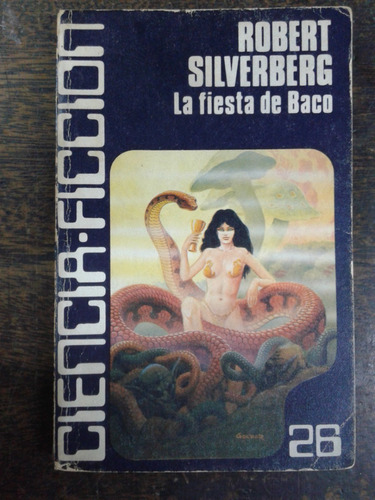 ROBERT
SILVERBERG
La fiesta de Baco
CIENCIA-FICCION
26